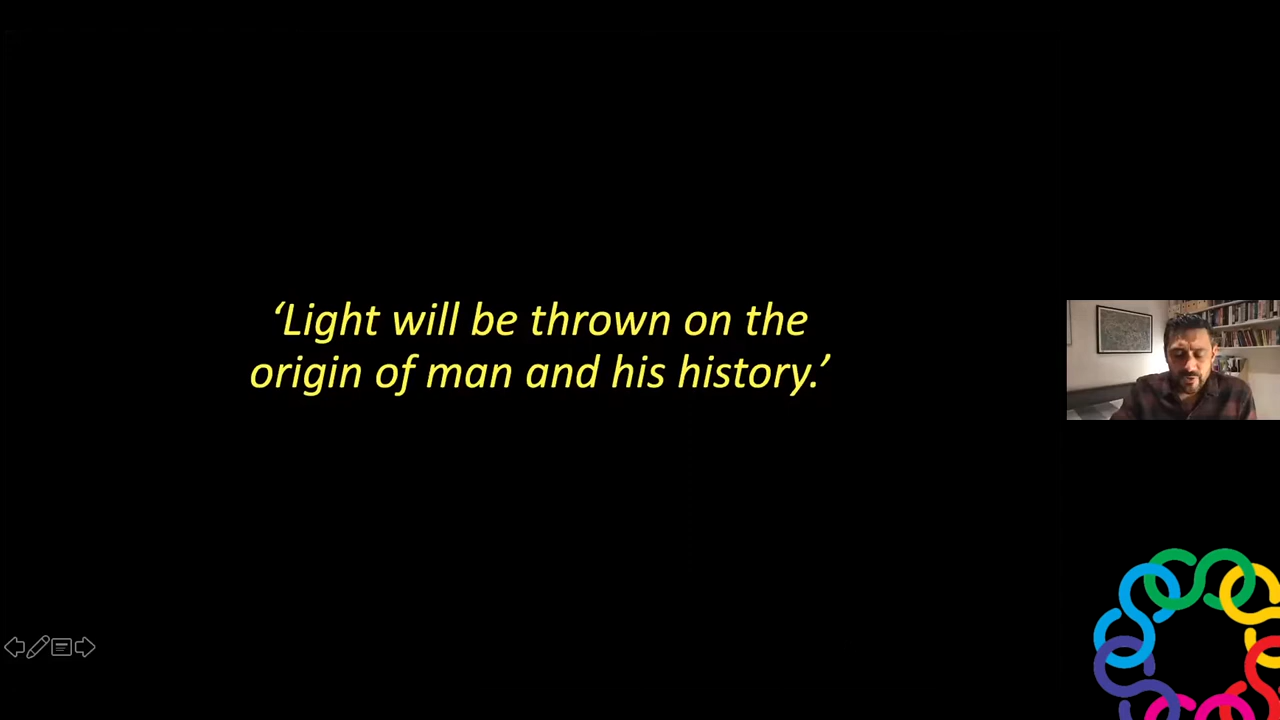 ‘Light will be thrown on the
origin of man and his history.’